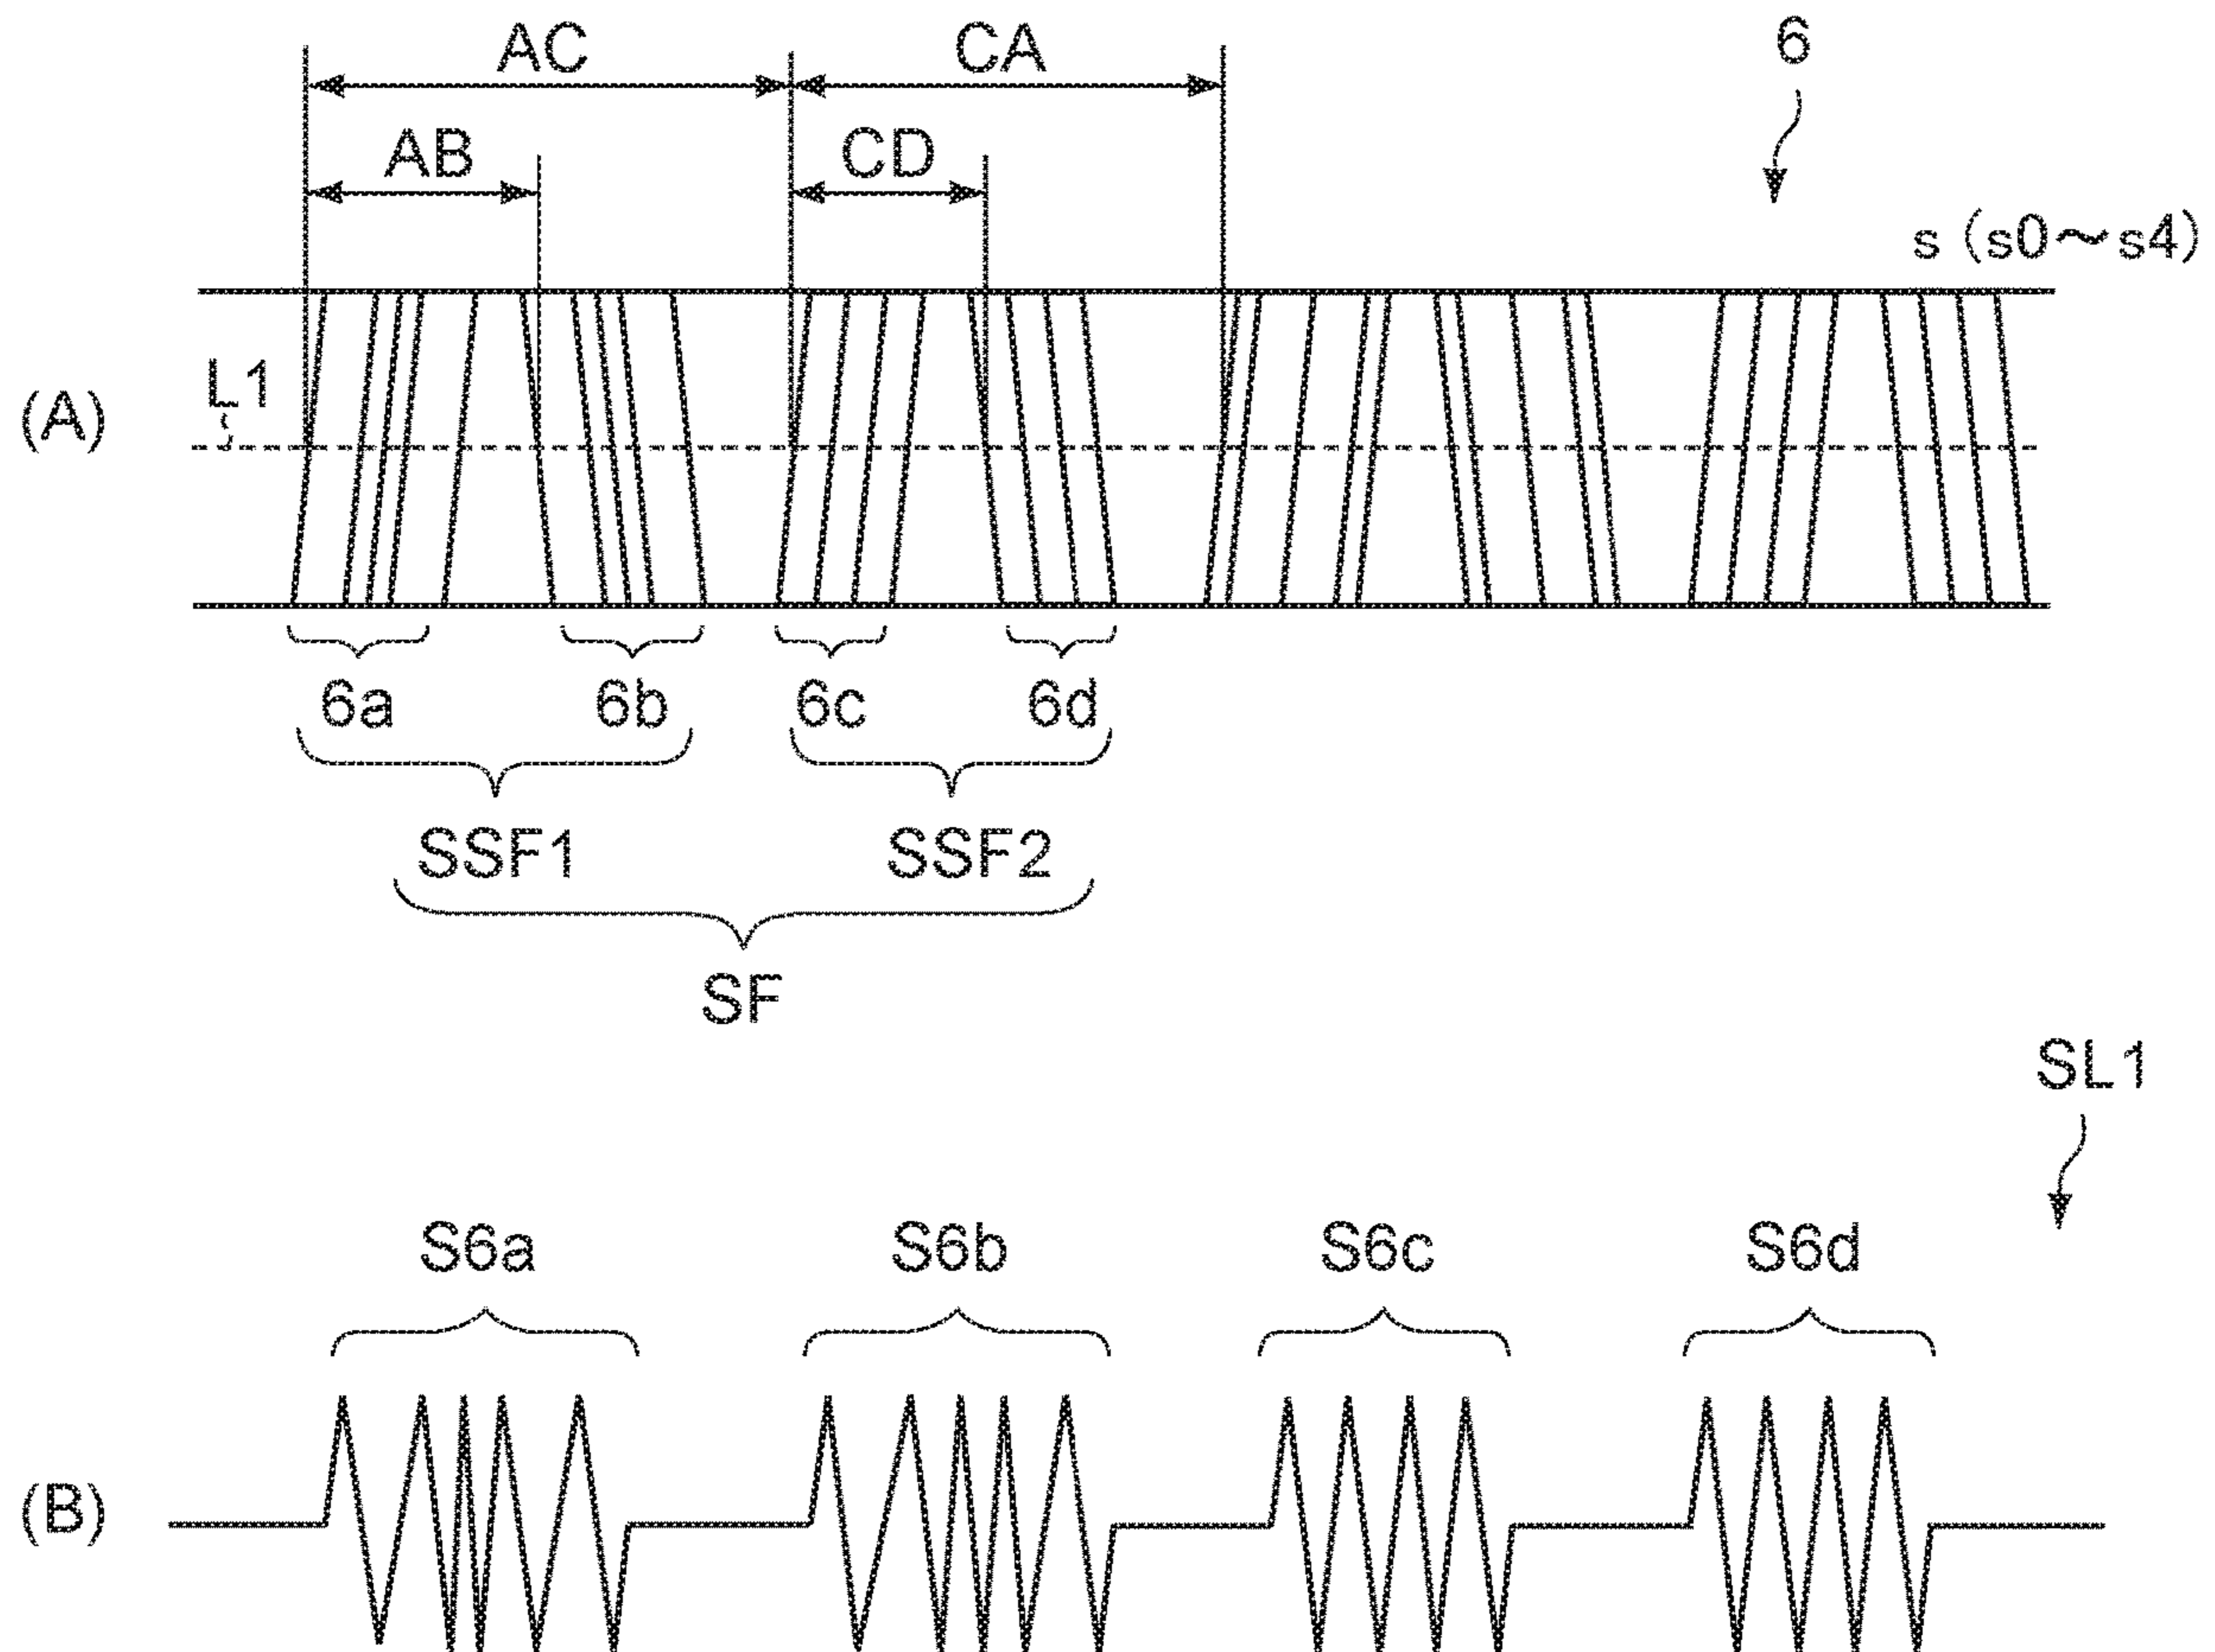 AC CA 6
AB CD
s (s0～s4)
L1
(A)
6a 6b 6c 6d
SSF1 SSF2
SF
SL1
S6a S6b S6c S6d
(B)